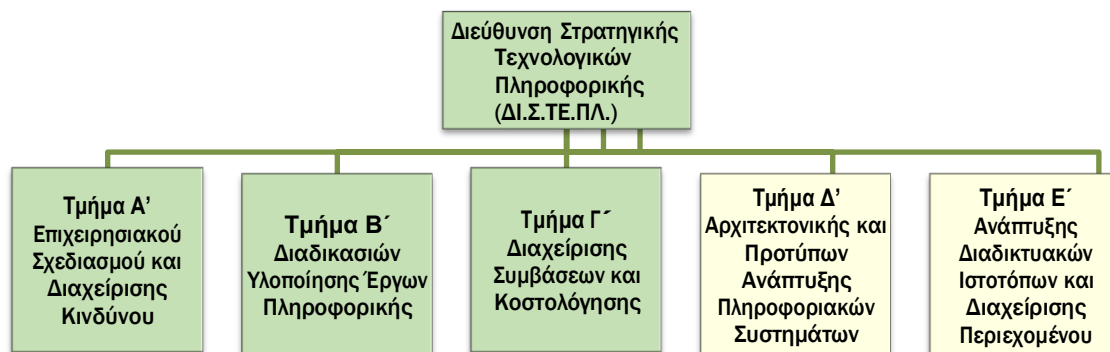 Διεύθυνση Στρατηγικής
Τεχνολογικών
Πληροφορικής
(ΔΙ.Σ.ΤΕ.ΠΛ.)
Τμήμα Α'
Επιχειρησιακού
Σχεδιασμού και
Διαχείρισης
Κινδύνου
Τμήμα Β΄
Διαδικασιών
Υλοποίησης Έργων
Πληροφορικής
Τμήμα Γ΄
Διαχείρισης
Συμβάσεων και
Κοστολόγησης
Τμήμα Δ'
Αρχιτεκτονικής και
Προτύπων
Ανάπτυξης
Πληροφοριακών
Συστημάτων
Τμήμα Ε΄
Ανάπτυξης
Διαδικτυακών
Ιστοτόπων και
Διαχείρισης
Περιεχομένου